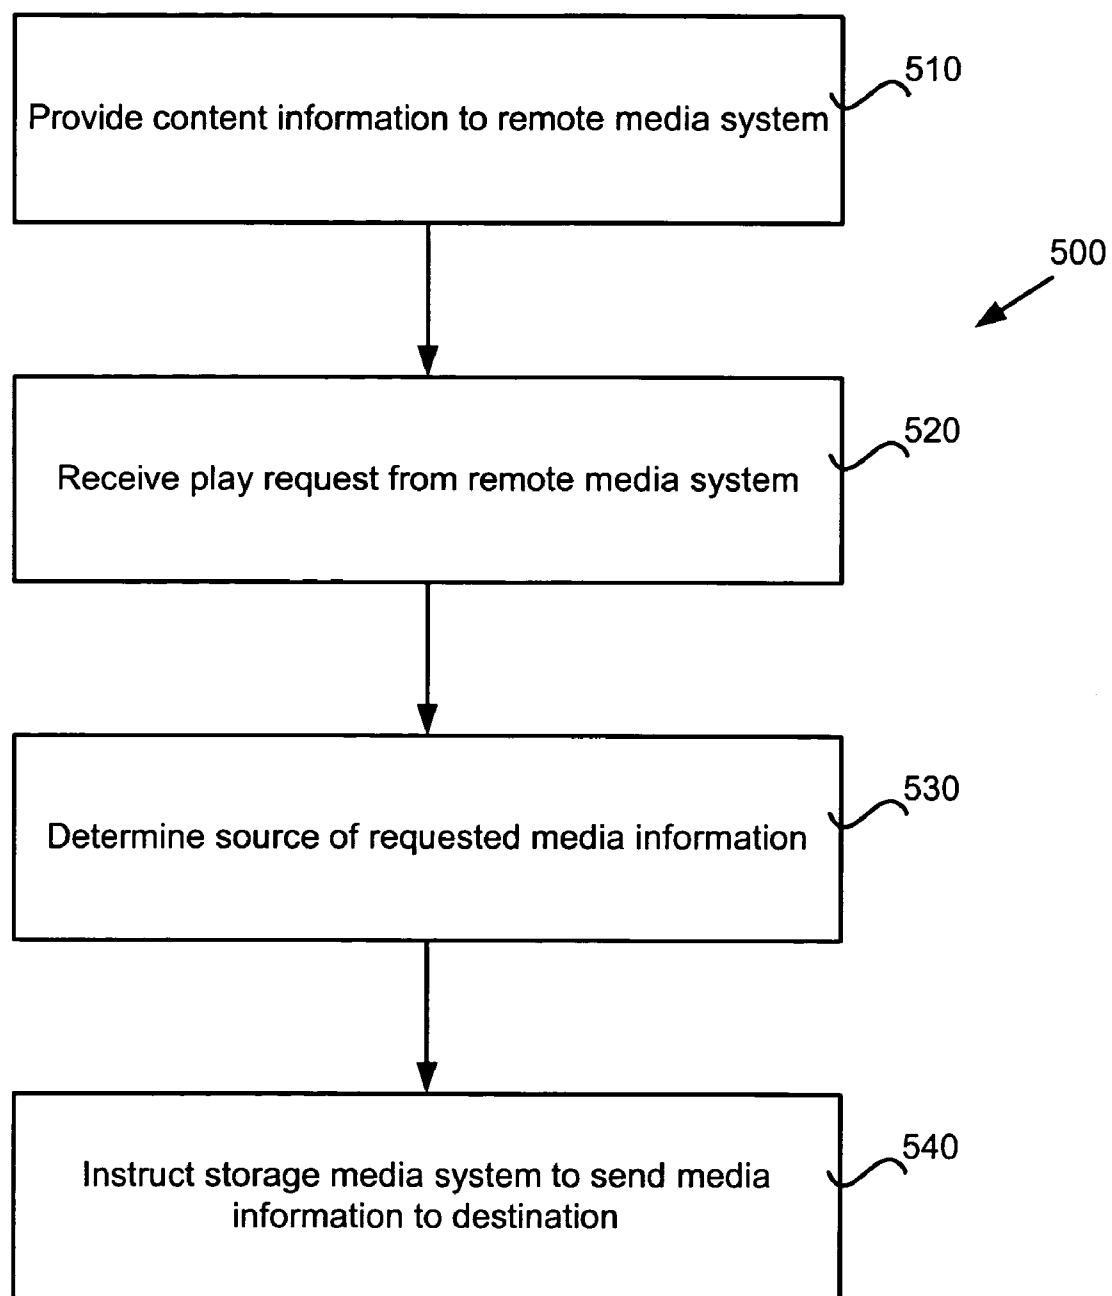 510
Provide content information to remote media system
500
520
Receive play request from remote media system
530
Determine source of requested media information
540
Instruct storage media system to send media
information to destination